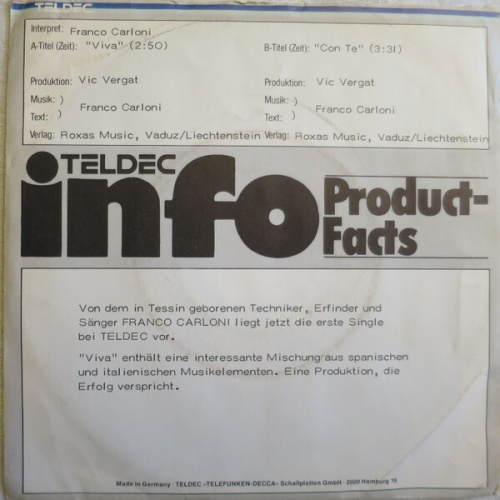 TELDEC
Interpret: Franco Carloni
A-Titel (Zeit): "Viva" (2:50) B-Titel (Zeit): "Con Te" (3:31)
Produktion: Vic Vergat Produktion: Vic Vergat
Musik: ) Musik: )
Franco Carloni Franco Carloni
Text: ) Text: )
Verlag: Roxas Music, Vaduz/Liechtenstein Verlag: Roxas Music, Vaduz/Liechtenstein
TELDEC
info Product-
Facts
Von dem in Tessin geborenen Techniker, Erfinder und
Sänger FRANCO CARLONI liegt jetzt die erste Single
bei TELDEC vor.
"Viva" enthält eine interessante Mischung aus spanischen
und italienischen Musikelementen. Eine Produktion, die
Erfolg verspricht.
Made in Germany · TELDEC »TELEFUNKEN-DECCA« Schallplatten GmbH · 2000 Hamburg 19